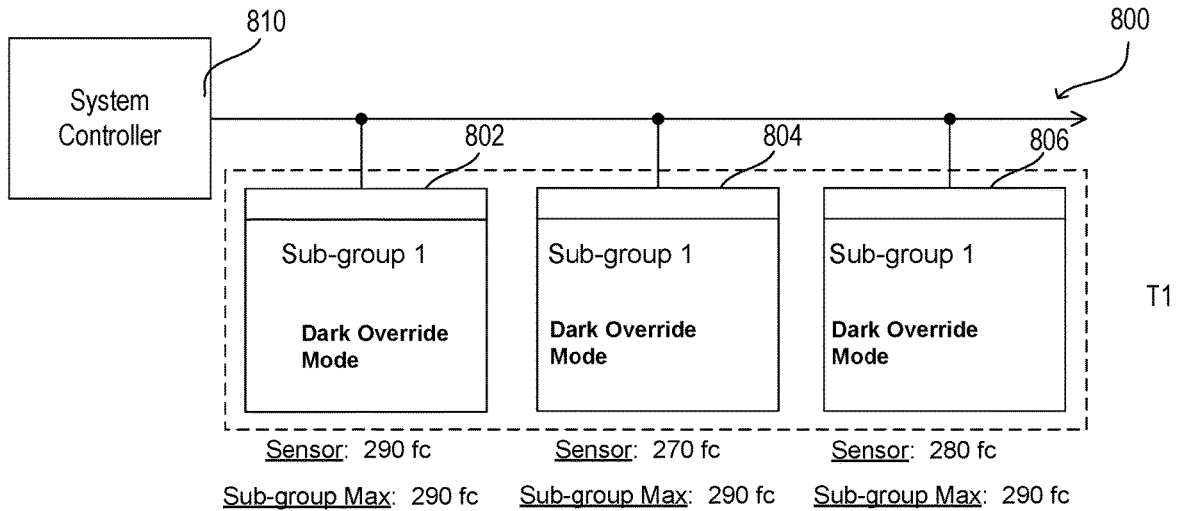 810
800
System
Controller
802
804
806
Sub-group 1
Sub-group 1
Sub-group 1
T1
Dark Override
Mode
Dark Override
Mode
Dark Override
Mode
Sensor: 290 fc
Sensor: 270 fc
Sensor: 280 fc
Sub-group Max: 290 fc
Sub-group Max: 290 fc
Sub-group Max: 290 fc